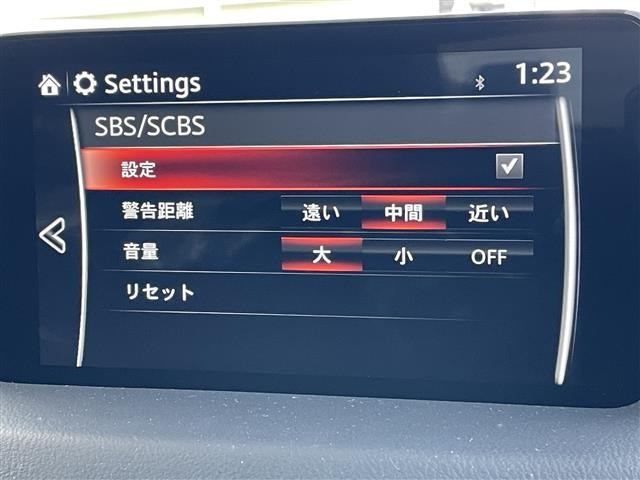 Settings 1:23
SBS/SCBS
設定
警告距離 遠い 中間 近い
音量 大 小 OFF
リセット